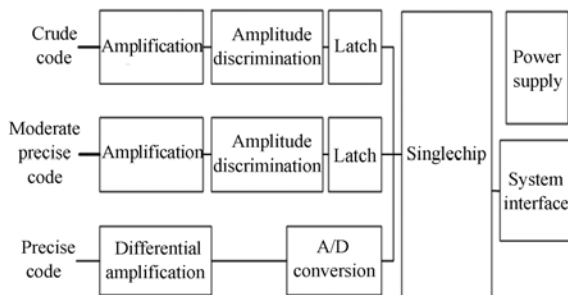 Crude
code
Amplification
Amplitude
discrimination
Latch
Moderate
precise
code
Amplification
Amplitude
discrimination
Latch
Precise
code
Differential
amplification
A/D
conversion
Singlechip
Power
supply
System
interface